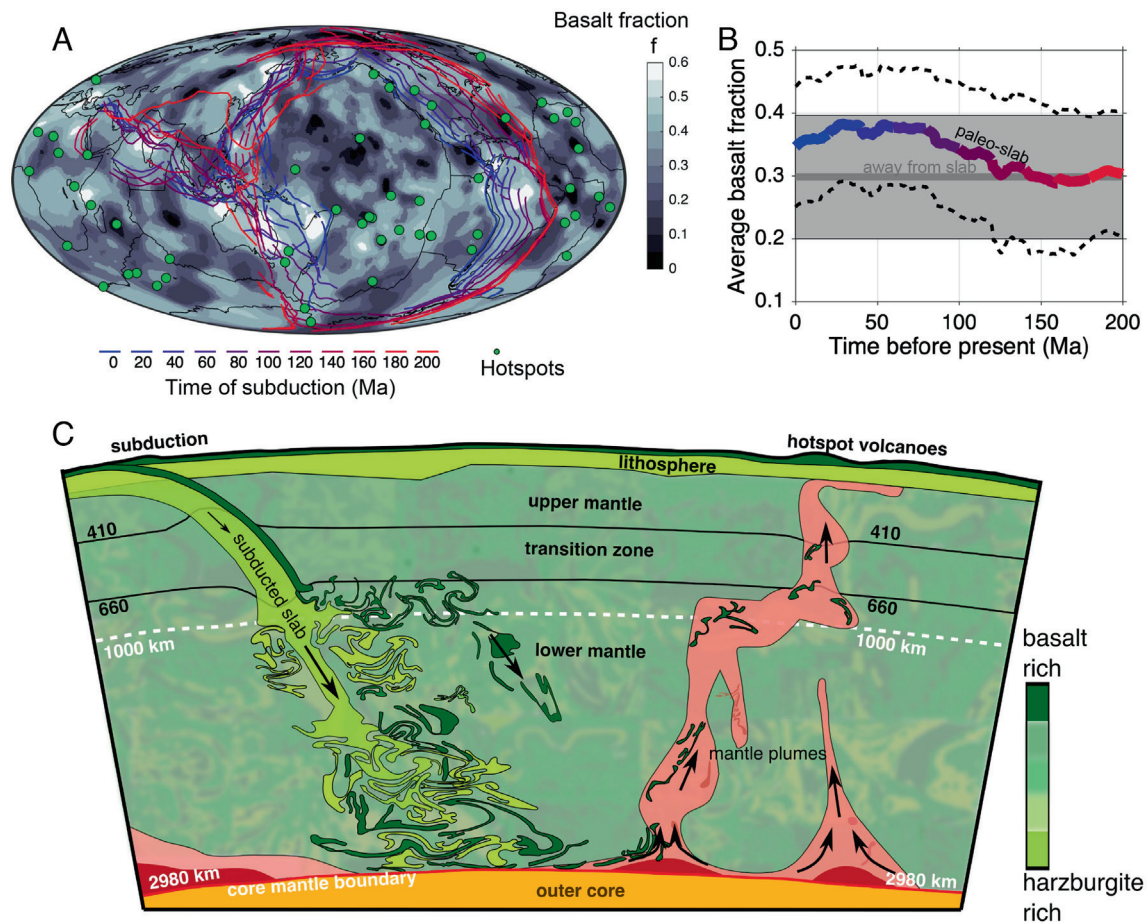 A
Basalt fraction
f
0.6
0.5
0.4
0.3
0.2
0.1
0
0 20 40 60 80 100 120 140 160 180 200
Time of subduction (Ma)
Hotspots
B
Average basalt fraction
0.5
0.4
0.3
0.2
0.1
paleo-slab
away from slab
0 50 100 150 200
Time before present (Ma)
C
subduction
hotspot volcanoes
lithosphere
upper mantle
410
410
transition zone
subducted slab
660
660
1000 km
1000 km
lower mantle
mantle plumes
2980 km
core mantle boundary
2980 km
outer core
basalt
rich
harzburgite
rich